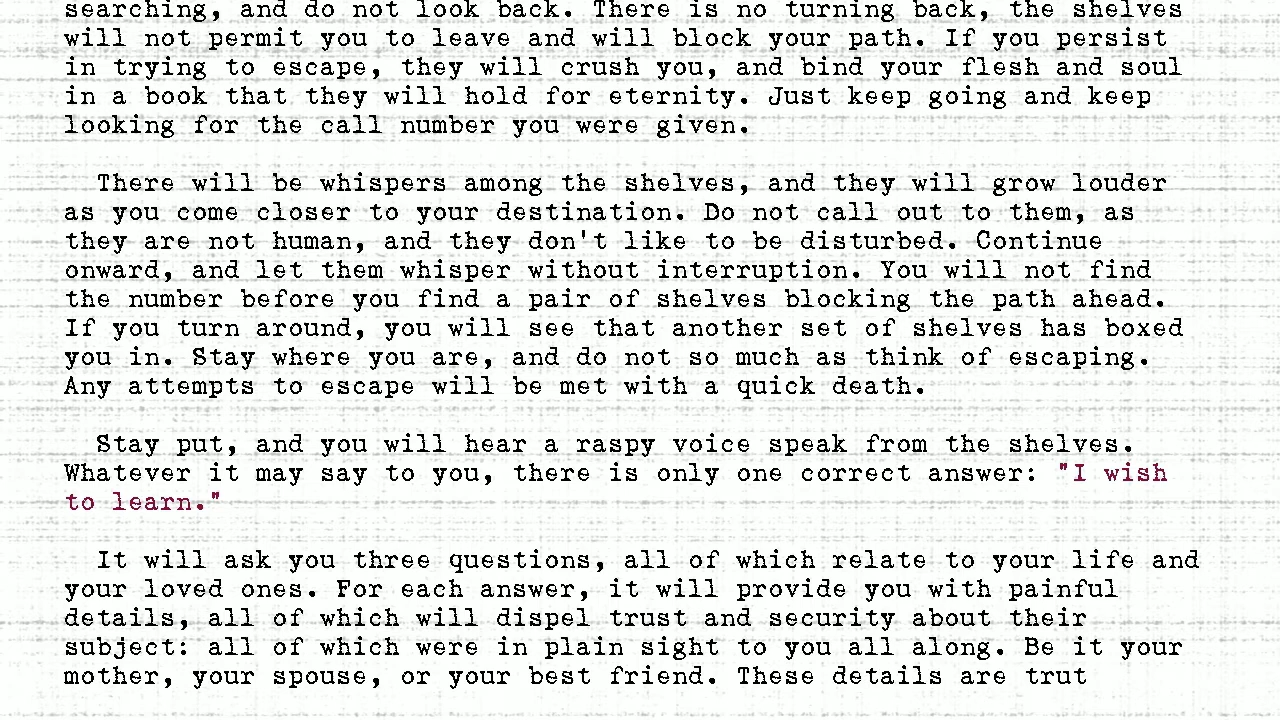 searching, and do not look back. There is no turning back, the shelves
will not permit you to leave and will block your path. If you persist
in trying to escape, they will crush you, and bind your flesh and soul
in a book that they will hold for eternity. Just keep going and keep
looking for the call number you were given.
There will be whispers among the shelves, and they will grow louder
as you come closer to your destination. Do not call out to them, as
they are not human, and they don't like to be disturbed. Continue
onward, and let them whisper without interruption. You will not find
the number before you find a pair of shelves blocking the path ahead.
If you turn around, you will see that another set of shelves has boxed
you in. Stay where you are, and do not so much as think of escaping.
Any attempts to escape will be met with a quick death.
Stay put, and you will hear a raspy voice speak from the shelves.
Whatever it may say to you, there is only one correct answer: "I wish
to learn."
It will ask you three questions, all of which relate to your life and
your loved ones. For each answer, it will provide you with painful
details, all of which will dispel trust and security about their
subject: all of which were in plain sight to you all along. Be it your
mother, your spouse, or your best friend. These details are trut